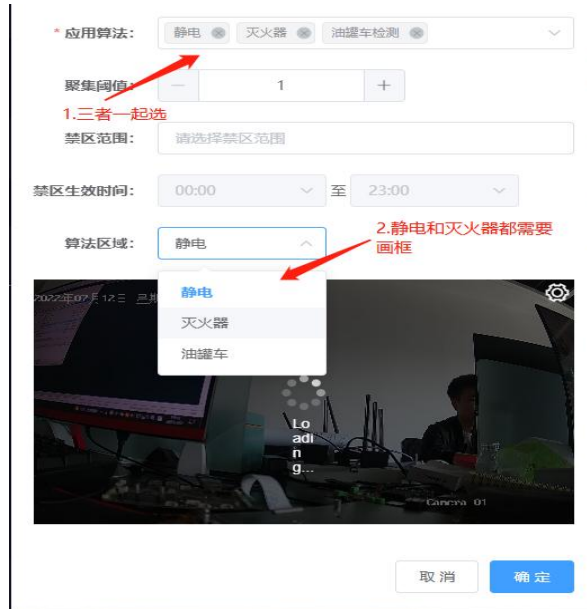 * 应用算法: 静电 灭火器 油罐车检测
聚集阈值: 1
1.三者一起选
禁区范围: 请选择禁区范围
禁区生效时间: 00:00 至 23:00
2.静电和灭火器都需要
画框
算法区域: 静电
静电
灭火器
油罐车
2022年07月12日 星期
Lo
adi
n
g...
Camera 01
取消 确定